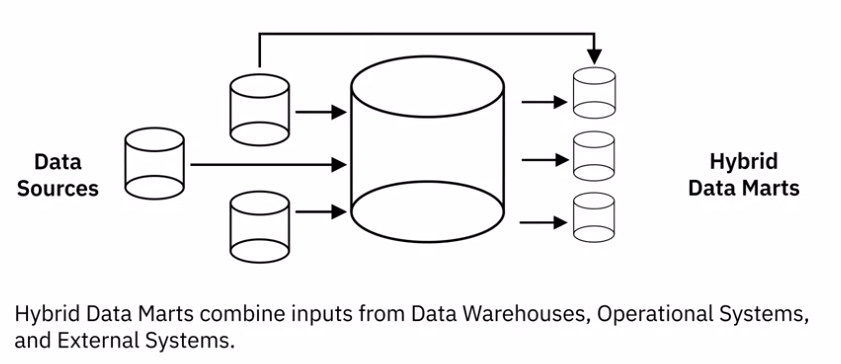 Data
Sources
Hybrid
Data Marts
Hybrid Data Marts combine inputs from Data Warehouses, Operational Systems,
and External Systems.